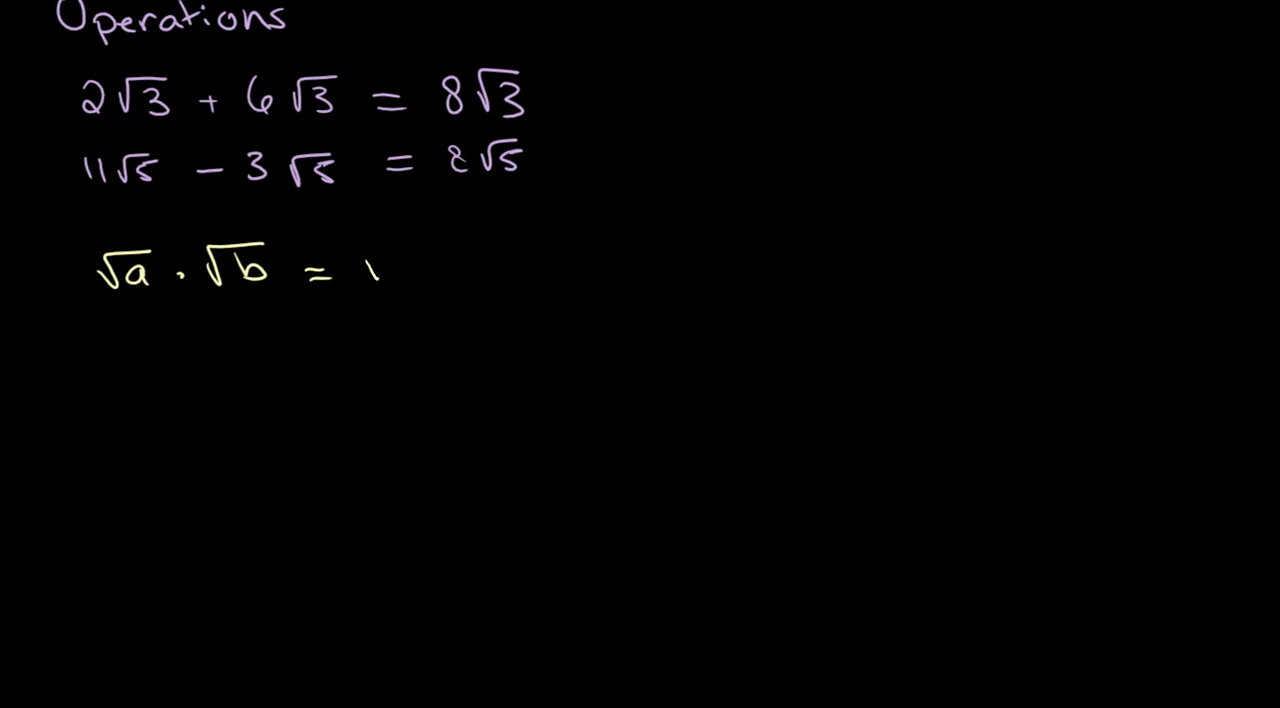 Operations
2√3 + 6√3 = 8√3
11√5 - 3√5 = 8√5
√a · √b =